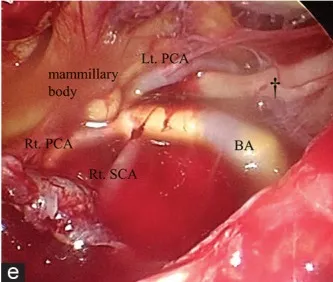 Lt. PCA
mammillary
body
†
Rt. PCA
BA
Rt. SCA
e